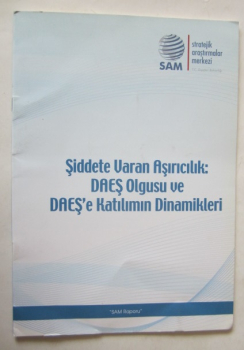 SAM
stratejik
araştırmalar
merkezi
Şiddete Varan Aşırıcılık:
DAEŞ Olgusu ve
DAEŞ'e Katılımın Dinamikleri
"SAM Raporu"